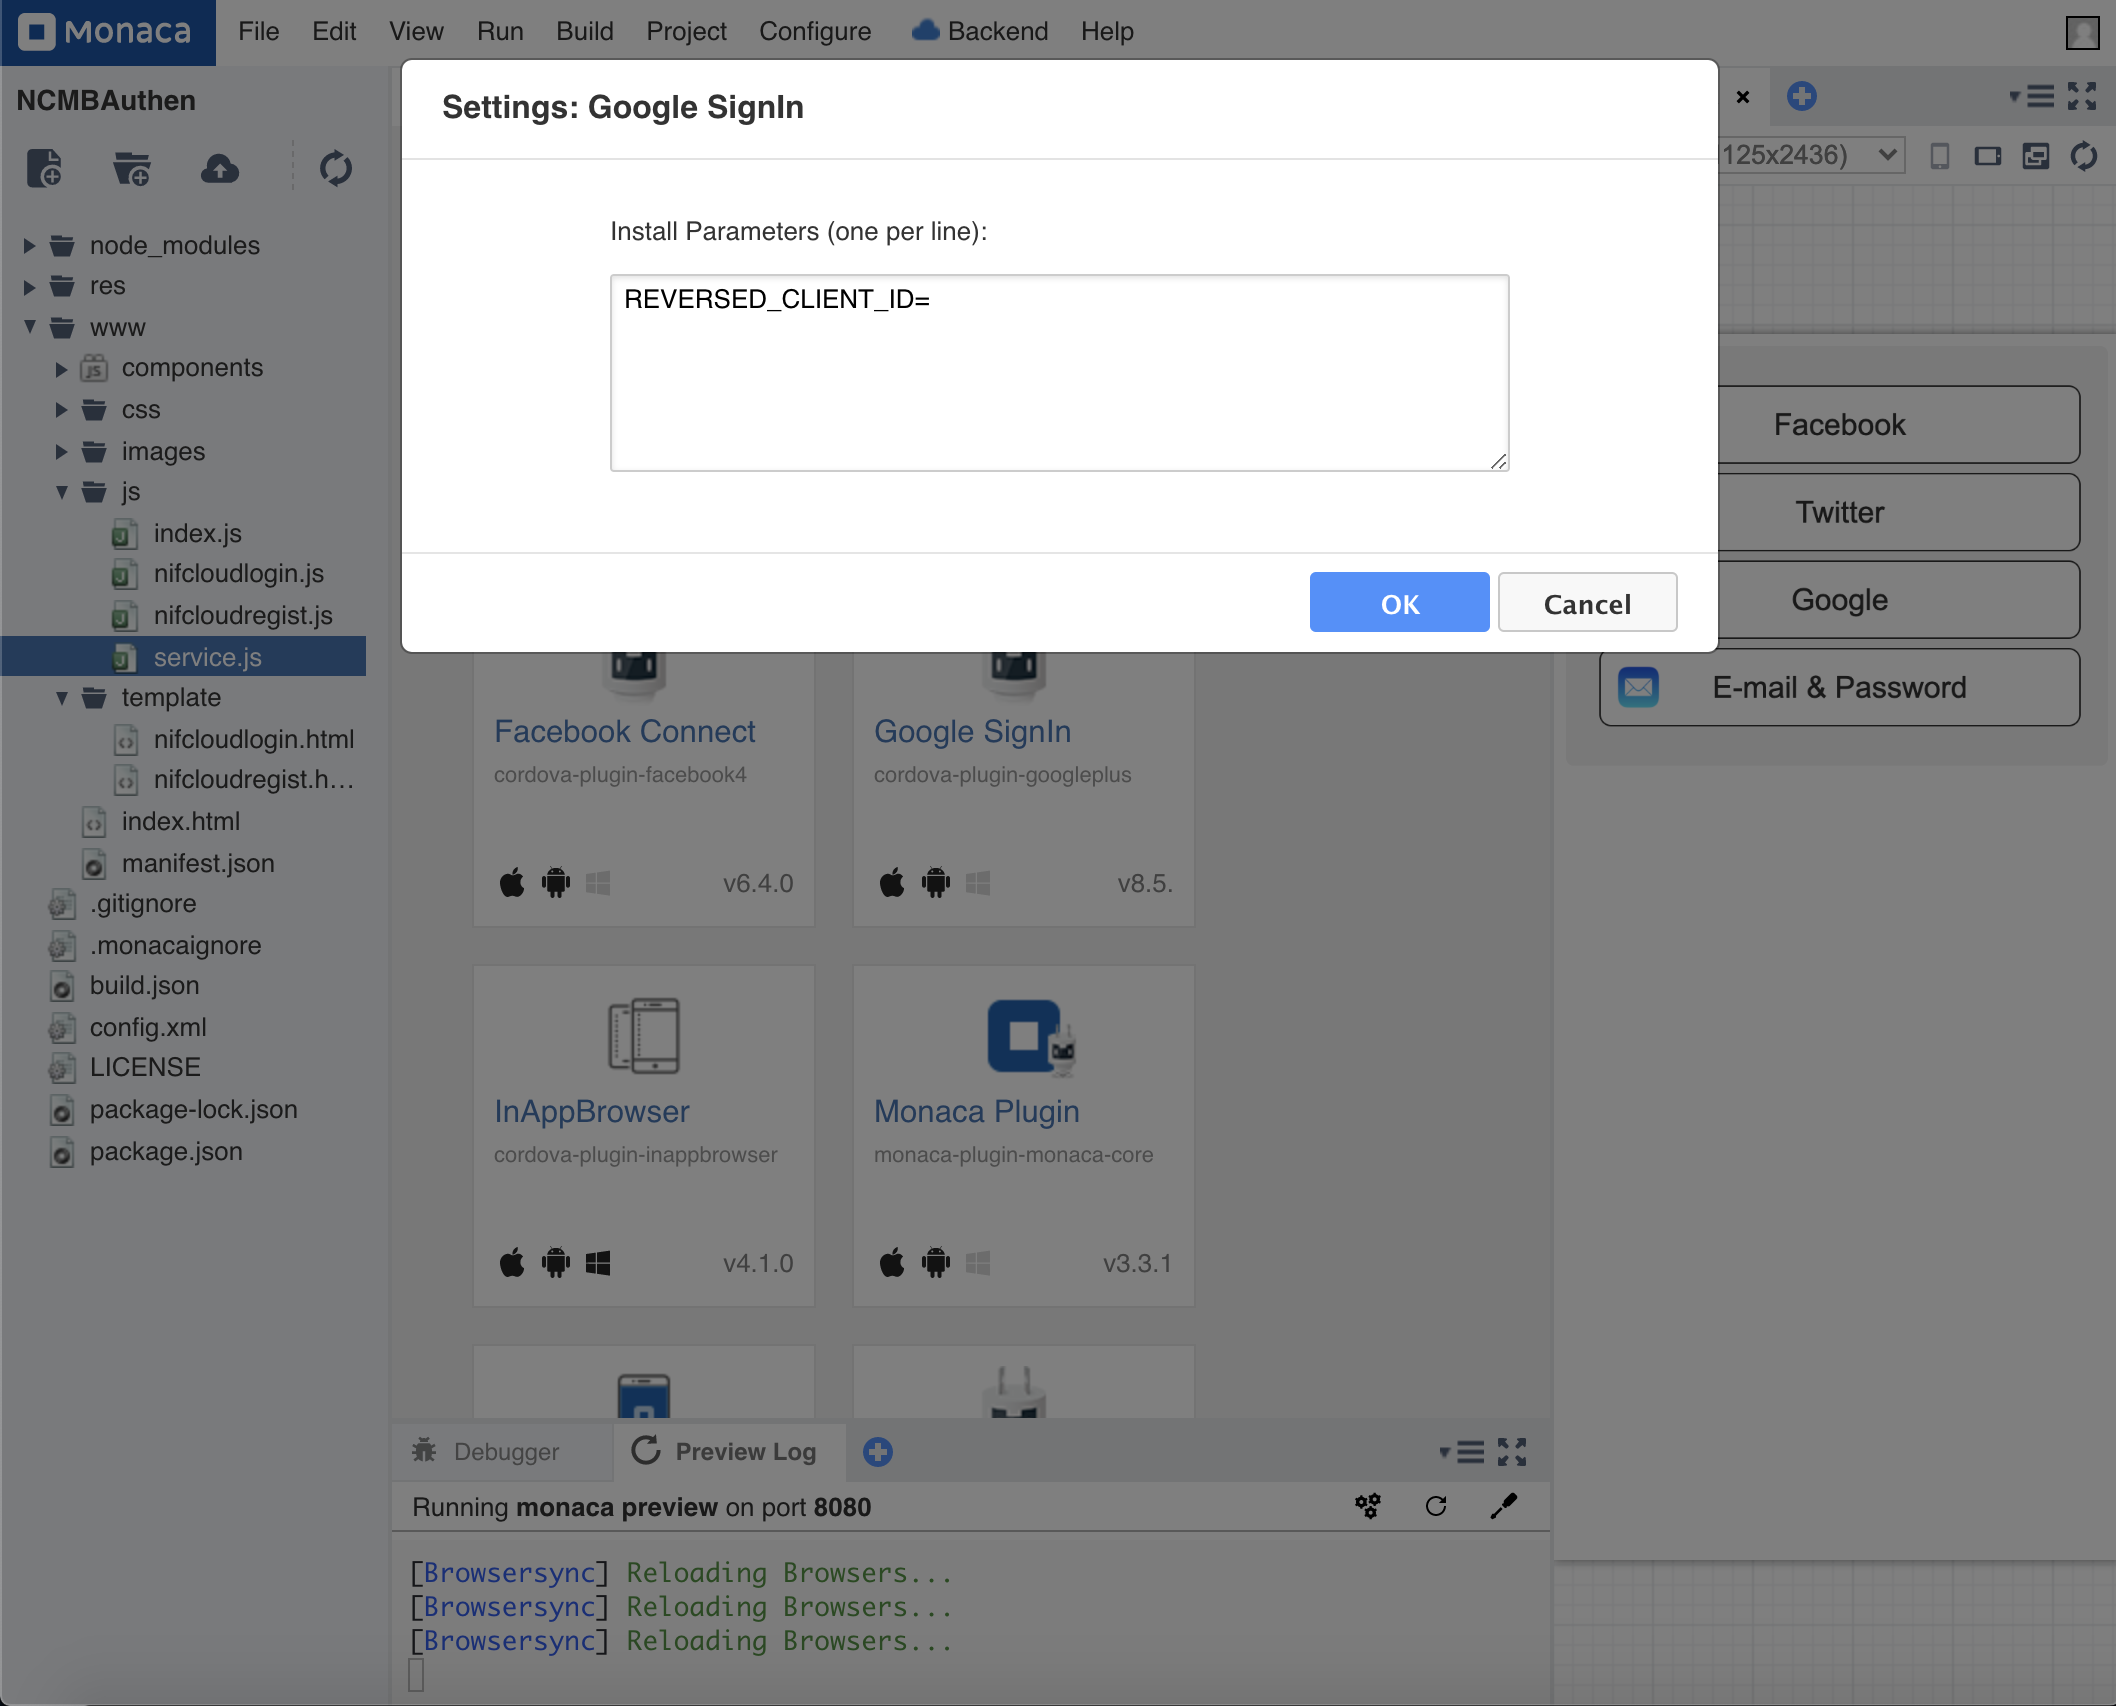 Monaca
File Edit View Run Build Project Configure Backend Help
NCMBAuthen
node_modules
res
www
components
css
images
js
index.js
nifcloudlogin.js
nifcloudregist.js
service.js
template
nifcloudlogin.html
nifcloudregist.h...
index.html
manifest.json
.gitignore
.monacaignore
build.json
config.xml
LICENSE
package-lock.json
package.json
Settings: Google SignIn
Install Parameters (one per line):
REVERSED_CLIENT_ID=
OK Cancel
Facebook Connect
cordova-plugin-facebook4
v6.4.0
Google SignIn
cordova-plugin-googleplus
v8.5.
InAppBrowser
cordova-plugin-inappbrowser
v4.1.0
Monaca Plugin
monaca-plugin-monaca-core
v3.3.1
Debugger Preview Log
Running monaca preview on port 8080
[Browsersync] Reloading Browsers...
[Browsersync] Reloading Browsers...
[Browsersync] Reloading Browsers...
125x2436)
Facebook
Twitter
Google
E-mail & Password